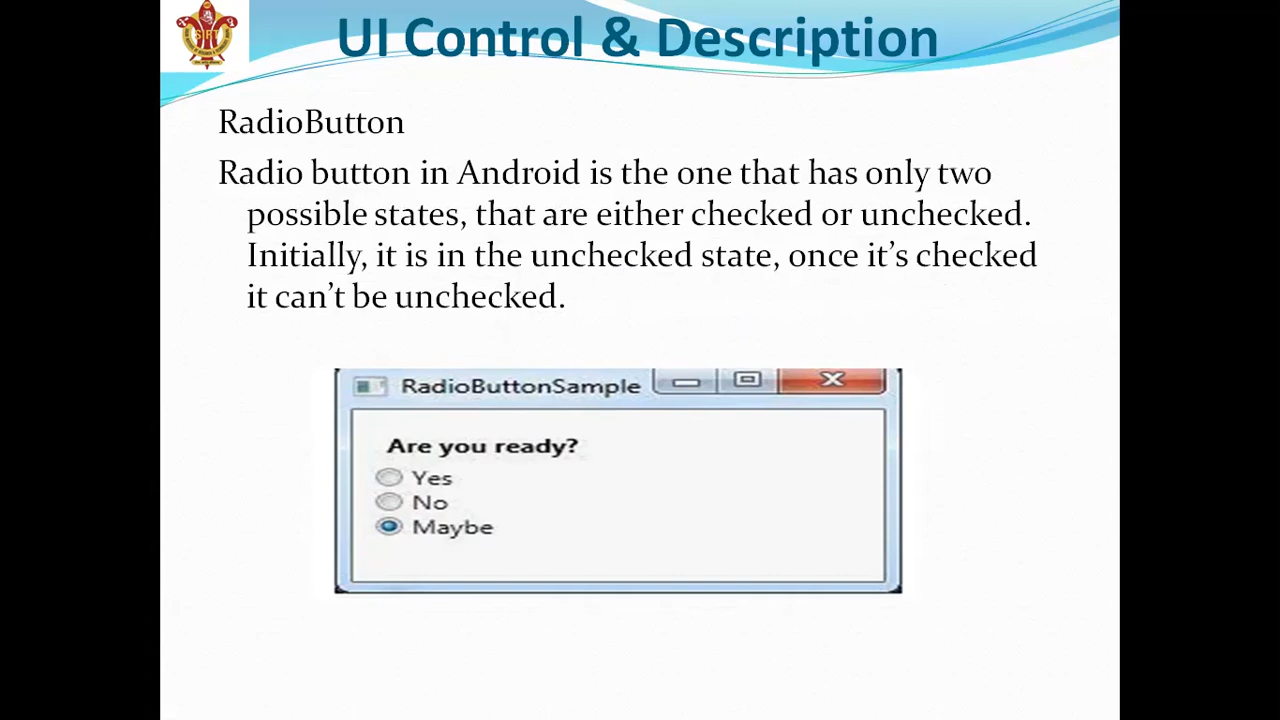 UI Control & Description
RadioButton
Radio button in Android is the one that has only two
possible states, that are either checked or unchecked.
Initially, it is in the unchecked state, once it’s checked
it can’t be unchecked.
RadioButtonSample
Are you ready?
Yes
No
Maybe